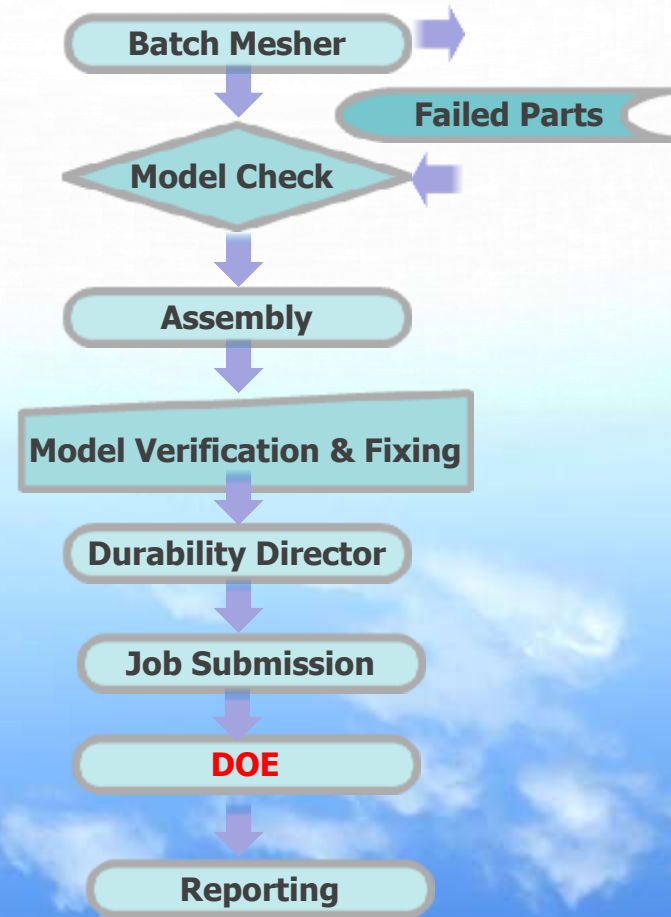 Batch Mesher
Failed Parts
Model Check
Assembly
Model Verification & Fixing
Durability Director
Job Submission
DOE
Reporting